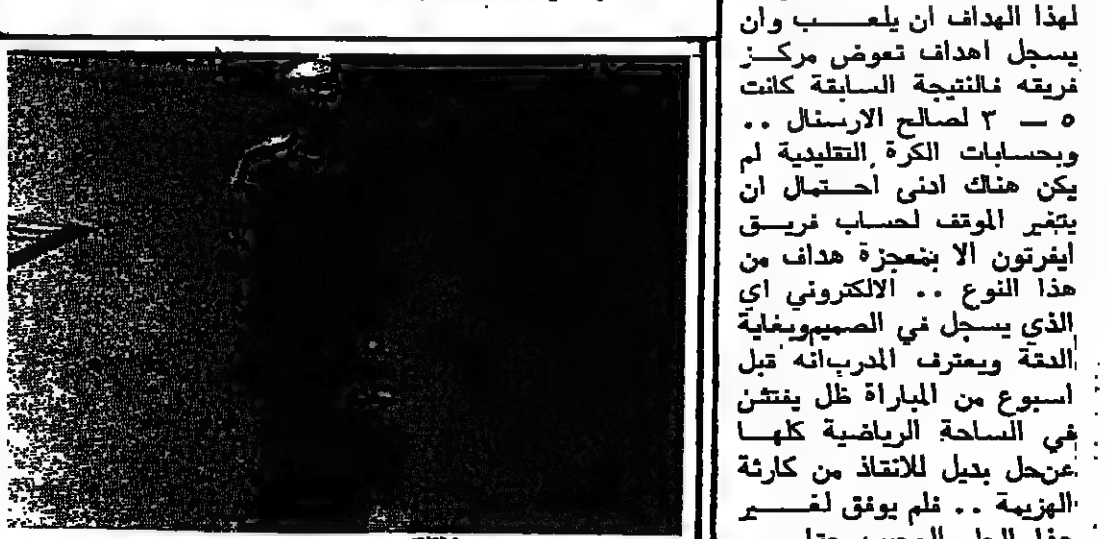 لهذا الهداف ان يلعب وان
يسجل اهداف تعوض مركز
فريقه فالنتيجة السابقة كانت
٥ — ٣ لصالح الارسنال ..
وبحسابات الكرة التقليدية لم
يكن هناك ادنى احتمال ان
يتغير الموقف لحساب فريق
ايفرتون الا بمعجزة هداف من
هذا النوع .. الالكتروني اي
الذي يسجل في الصميم وبغاية
الدقة ويعترف المدرب انه قبل
اسبوع من المباراة ظل يفتش
في الساحة الرياضية كلها
عن حل بديل للانقاذ من كارثة
الهزيمة .. فلم يوفق لغير